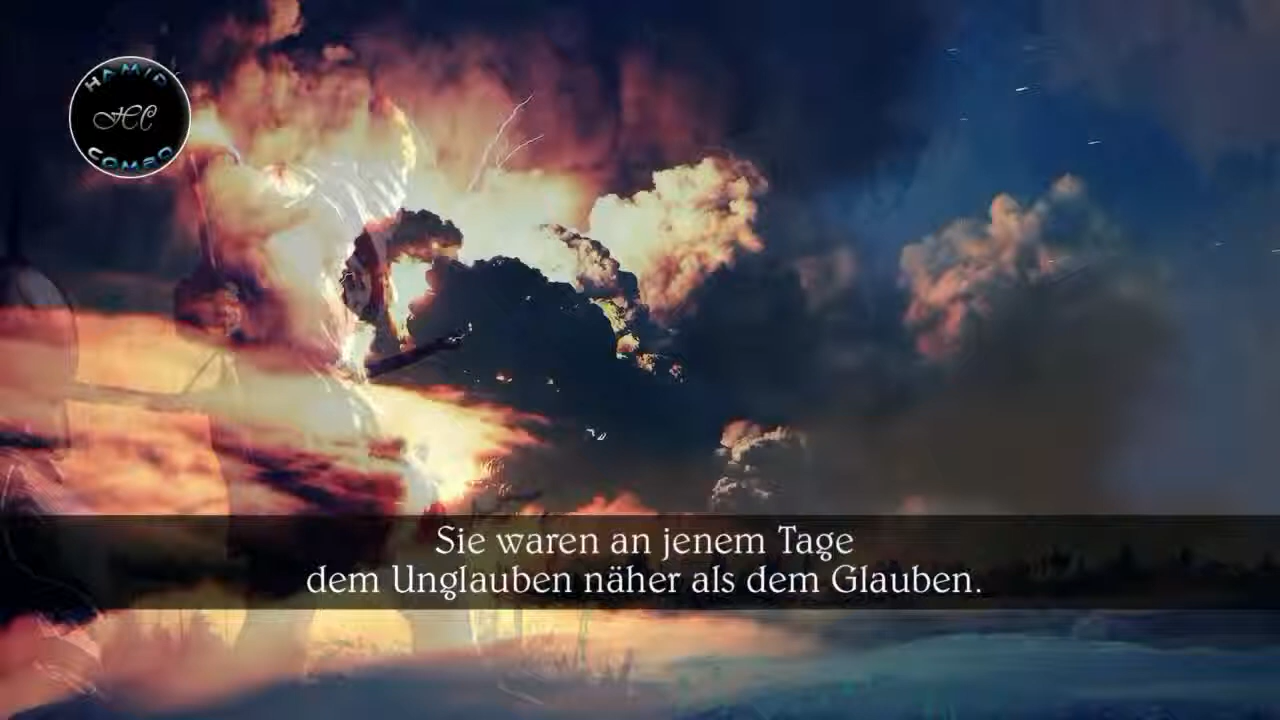 HAMID
HC
COMBO
Sie waren an jenem Tage
dem Unglauben näher als dem Glauben.